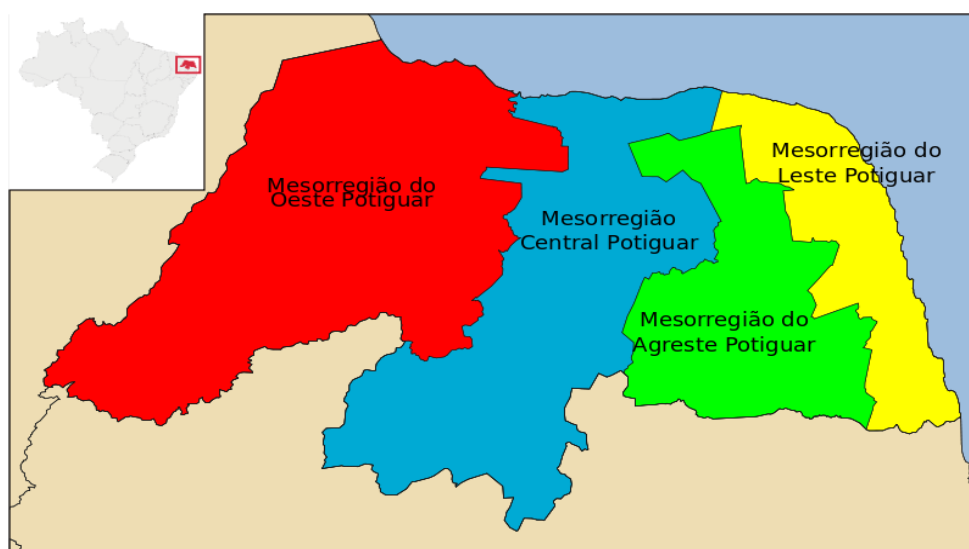 Mesorregião do
Oeste Potiguar
Mesorregião
Central Potiguar
Mesorregião do
Leste Potiguar
Mesorregião do
Agreste Potiguar